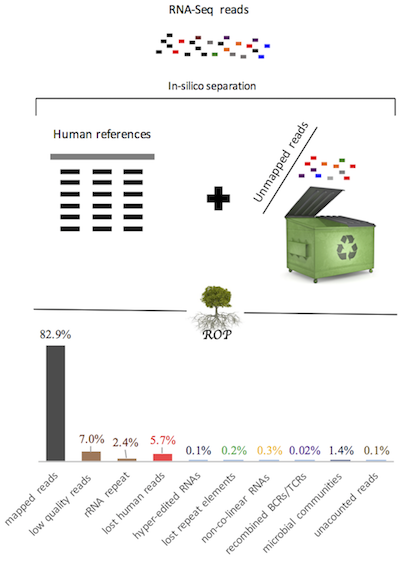 RNA-Seq reads
In-silico separation
Human references
Unmapped reads
ROP
82.9%
7.0%
2.4%
5.7%
0.1%
0.2%
0.3%
0.02%
1.4%
0.1%
mapped reads
low quality reads
rRNA repeat
lost human reads
hyper-edited RNAs
lost repeat elements
non-co-linear RNAs
recombined BCRs/TCRs
microbial communities
unacounted reads